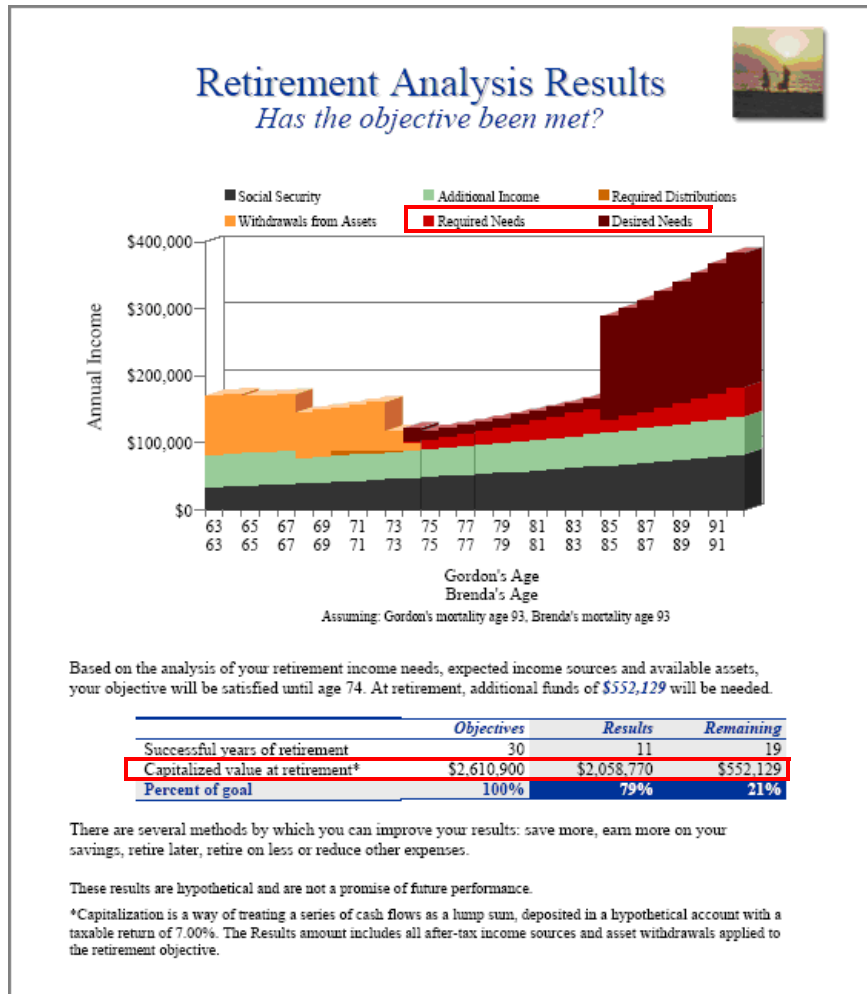 Retirement Analysis Results
Has the objective been met?
Social Security
Additional Income
Required Distributions
Withdrawals from Assets
Required Needs
Desired Needs
Annual Income
$400,000
$300,000
$200,000
$100,000
$0
63 65 67 69 71 73 75 77 79 81 83 85 87 89 91
63 65 67 69 71 73 75 77 79 81 83 85 87 89 91
Gordon's Age
Brenda's Age
Assuming: Gordon's mortality age 93, Brenda's mortality age 93
Based on the analysis of your retirement income needs, expected income sources and available assets,
your objective will be satisfied until age 74. At retirement, additional funds of $552,129 will be needed.
Objectives Results Remaining
Successful years of retirement 30 11 19
Capitalized value at retirement* $2,610,900 $2,058,770 $552,129
Percent of goal 100% 79% 21%
There are several methods by which you can improve your results: save more, earn more on your
savings, retire later, retire on less or reduce other expenses.
These results are hypothetical and are not a promise of future performance.
*Capitalization is a way of treating a series of cash flows as a lump sum, deposited in a hypothetical account with a
taxable return of 7.00%. The Results amount includes all after-tax income sources and asset withdrawals applied to
the retirement objective.